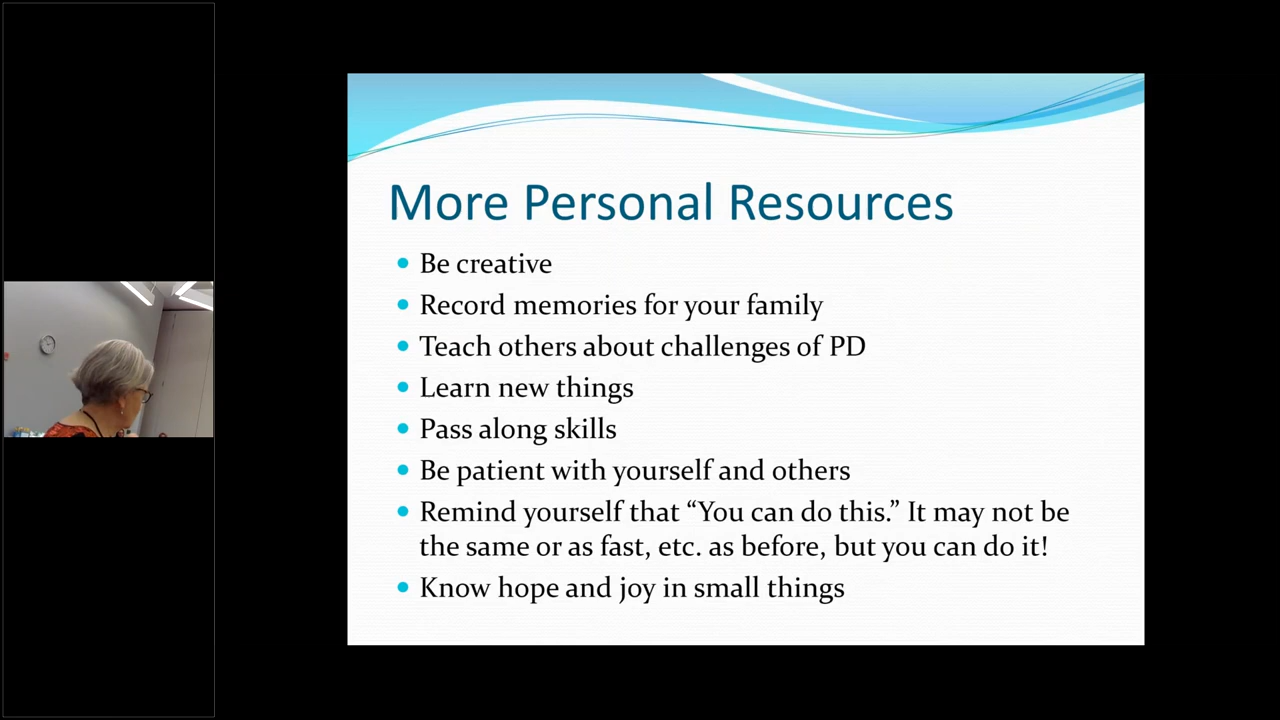 More Personal Resources
Be creative
Record memories for your family
Teach others about challenges of PD
Learn new things
Pass along skills
Be patient with yourself and others
Remind yourself that “You can do this.” It may not be
the same or as fast, etc. as before, but you can do it!
Know hope and joy in small things